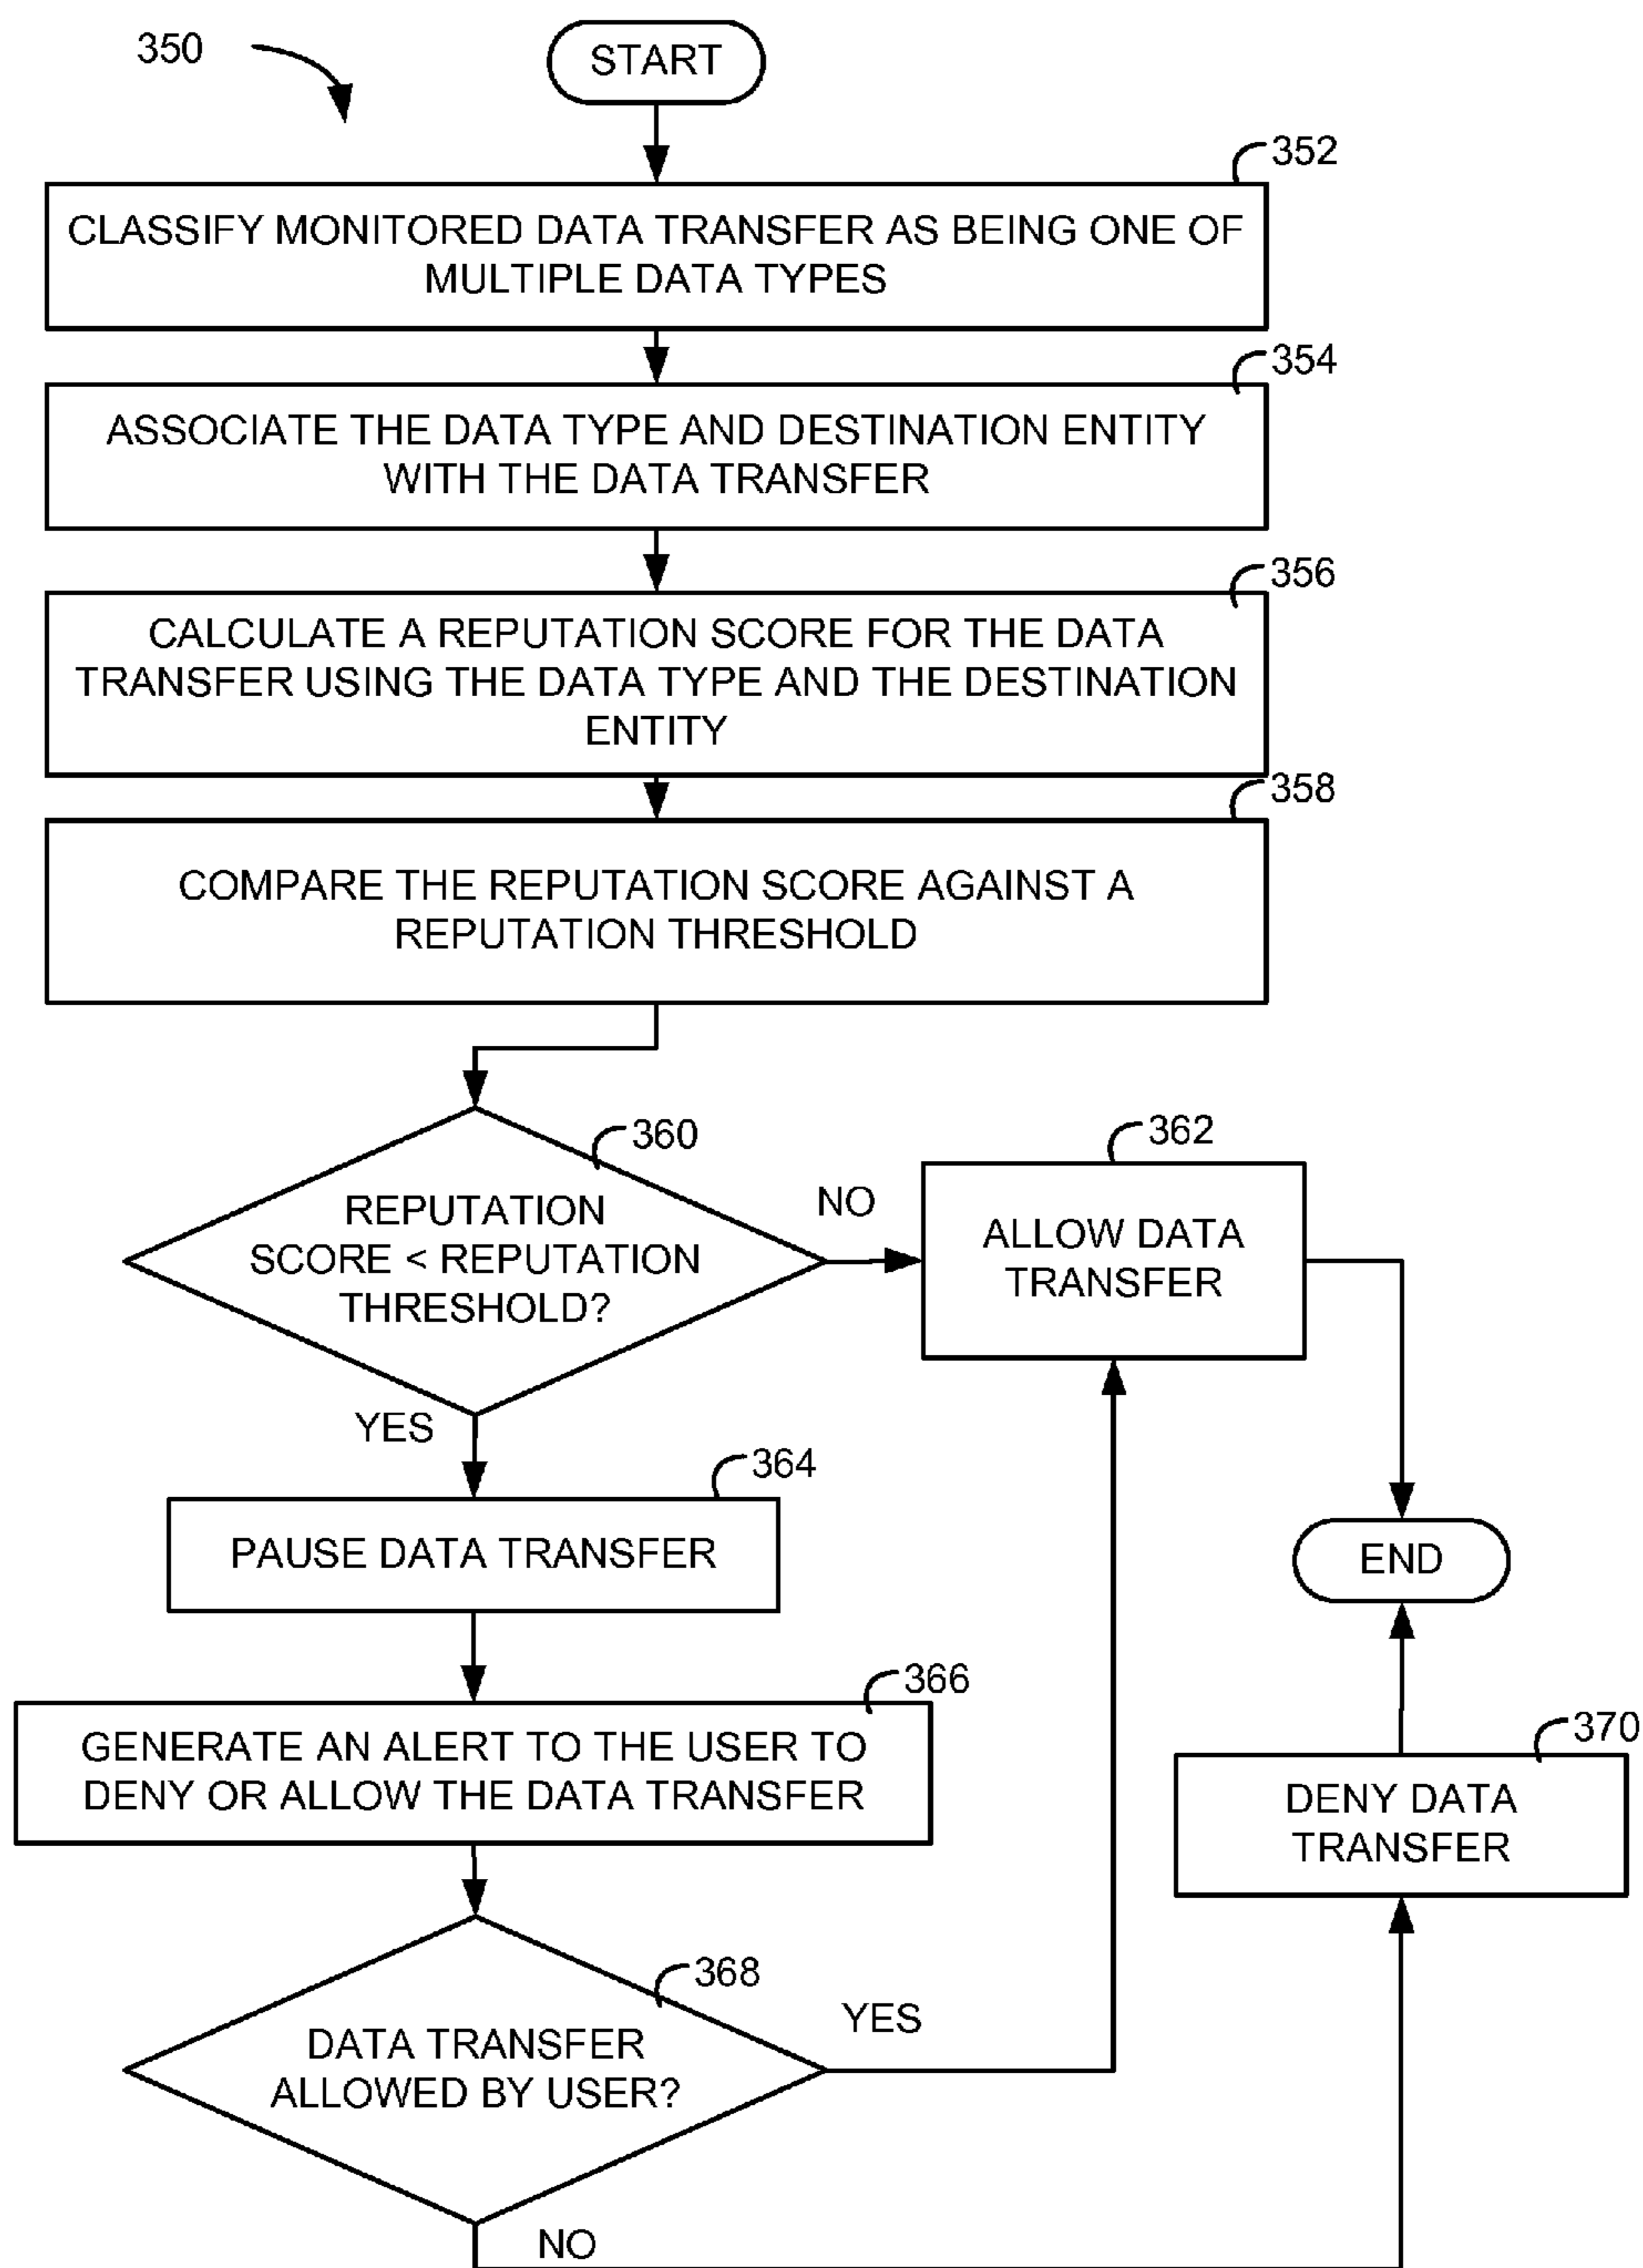 350
START
352
CLASSIFY MONITORED DATA TRANSFER AS BEING ONE OF
MULTIPLE DATA TYPES
354
ASSOCIATE THE DATA TYPE AND DESTINATION ENTITY
WITH THE DATA TRANSFER
356
CALCULATE A REPUTATION SCORE FOR THE DATA
TRANSFER USING THE DATA TYPE AND THE DESTINATION
ENTITY
358
COMPARE THE REPUTATION SCORE AGAINST A
REPUTATION THRESHOLD
360
REPUTATION
SCORE < REPUTATION
THRESHOLD?
NO
362
ALLOW DATA
TRANSFER
YES
364
PAUSE DATA TRANSFER
END
366
GENERATE AN ALERT TO THE USER TO
DENY OR ALLOW THE DATA TRANSFER
370
DENY DATA
TRANSFER
368
DATA TRANSFER
ALLOWED BY USER?
YES
NO